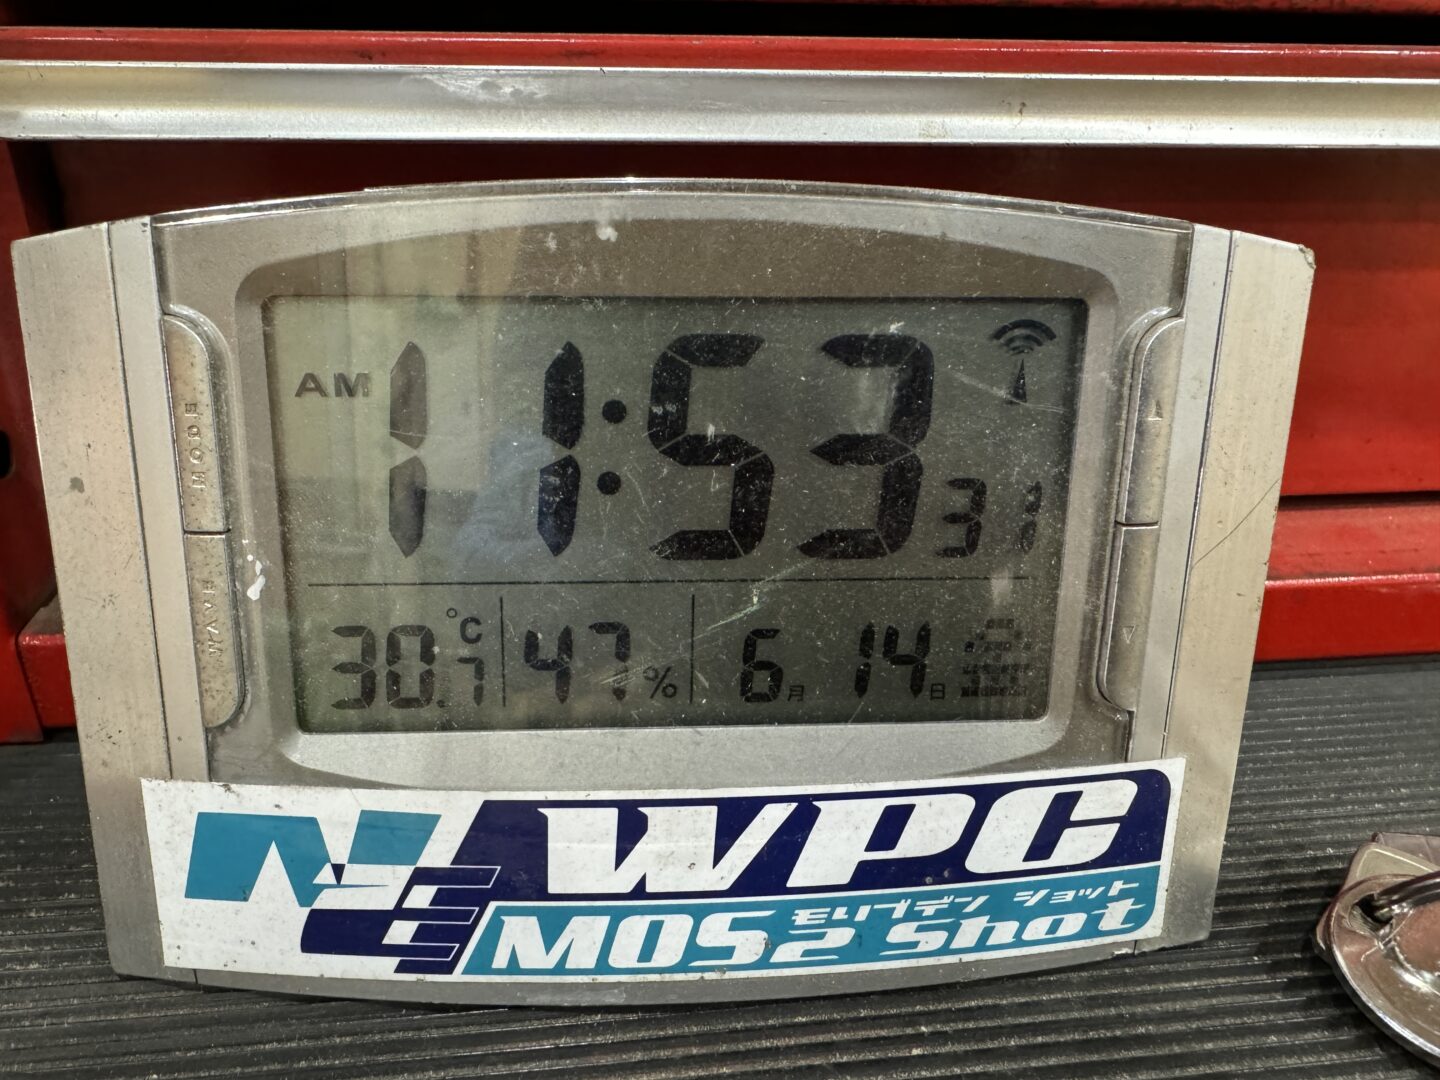 AM 11:53 31
MODE
WAVE
30.7 °C 47 % 6月 14日 金
NE WPC
モリブデン ショット
MOS2 Shot